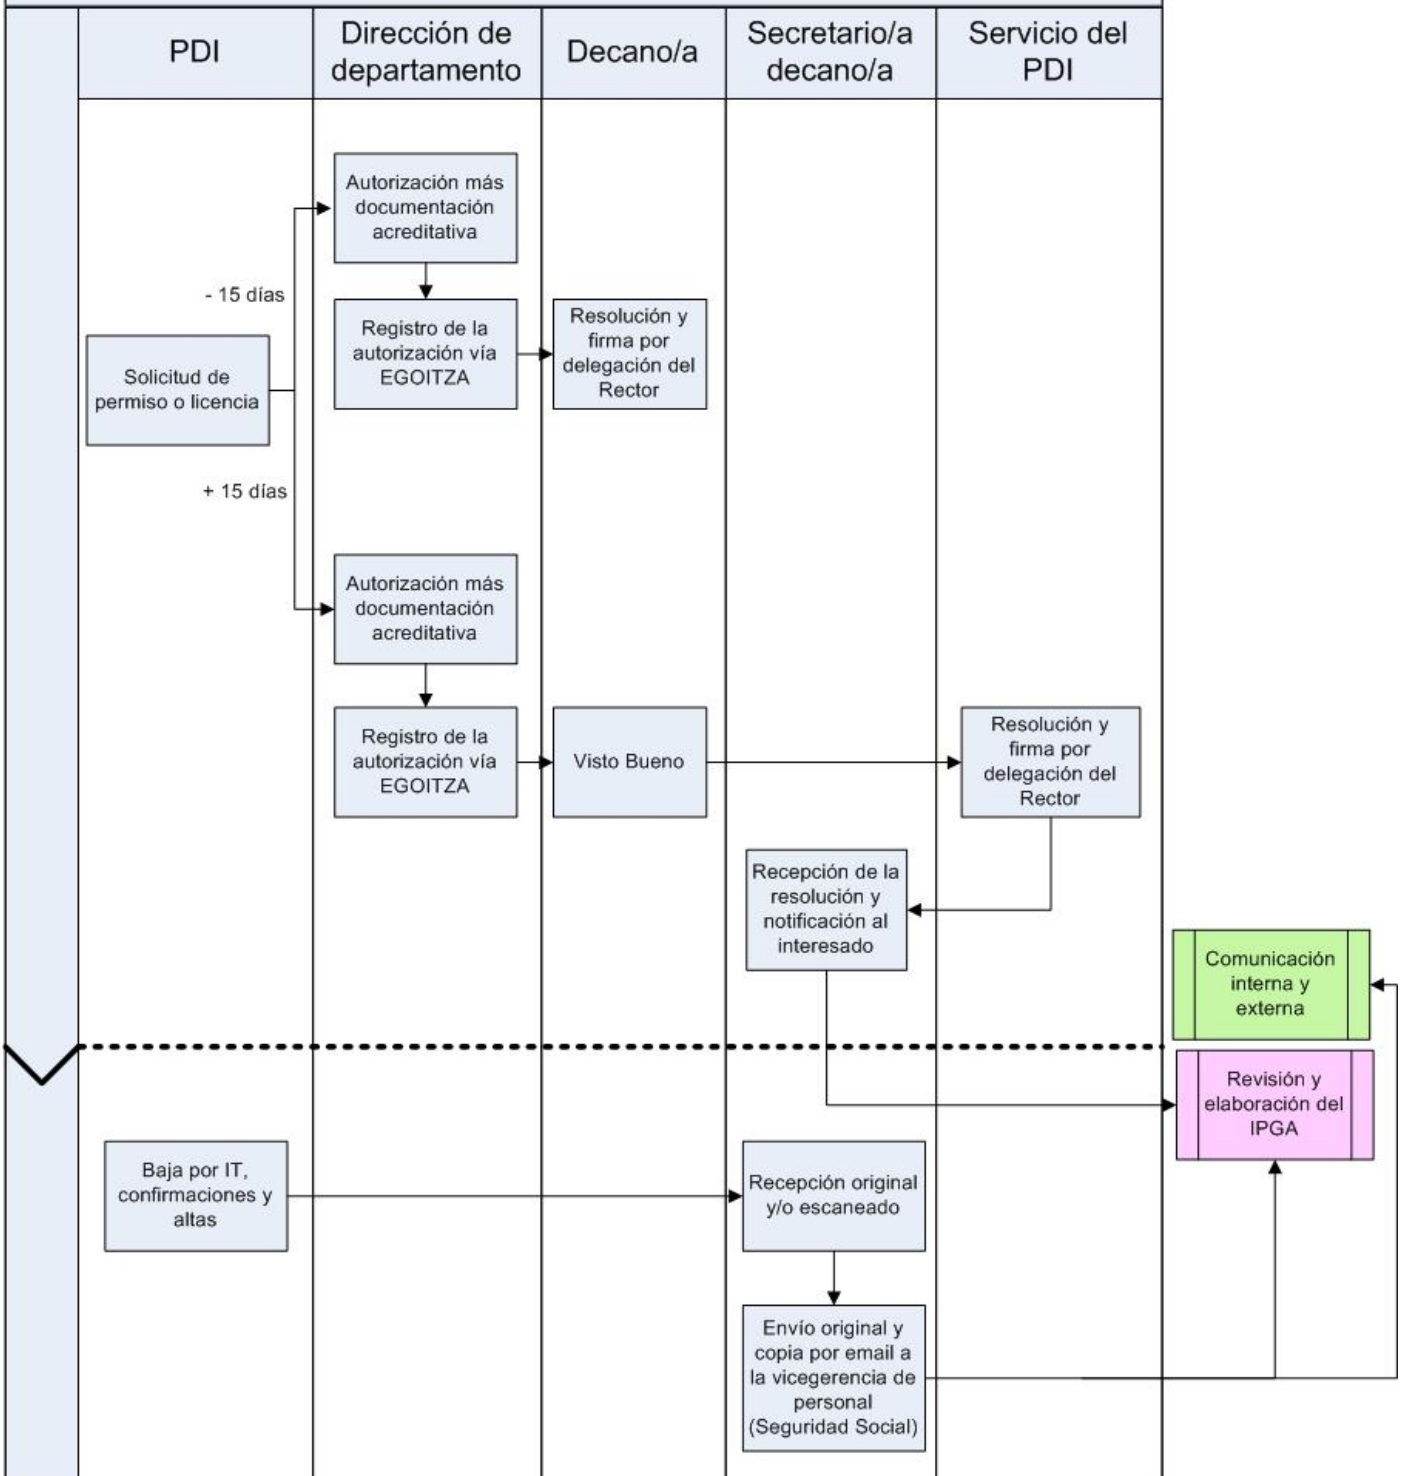 PDI
Dirección de
departamento
Decano/a
Secretario/a
decano/a
Servicio del
PDI
Autorización más
documentación
acreditativa
- 15 días
Registro de la
autorización vía
EGOITZA
Resolución y
firma por
delegación del
Rector
Solicitud de
permiso o licencia
+ 15 días
Autorización más
documentación
acreditativa
Registro de la
autorización vía
EGOITZA
Visto Bueno
Resolución y
firma por
delegación del
Rector
Recepción de la
resolución y
notificación al
interesado
Comunicación
interna y
externa
Revisión y
elaboración del
IPGA
Baja por IT,
confirmaciones y
altas
Recepción original
y/o escaneado
Envío original y
copia por email a
la vicegerencia de
personal
(Seguridad Social)